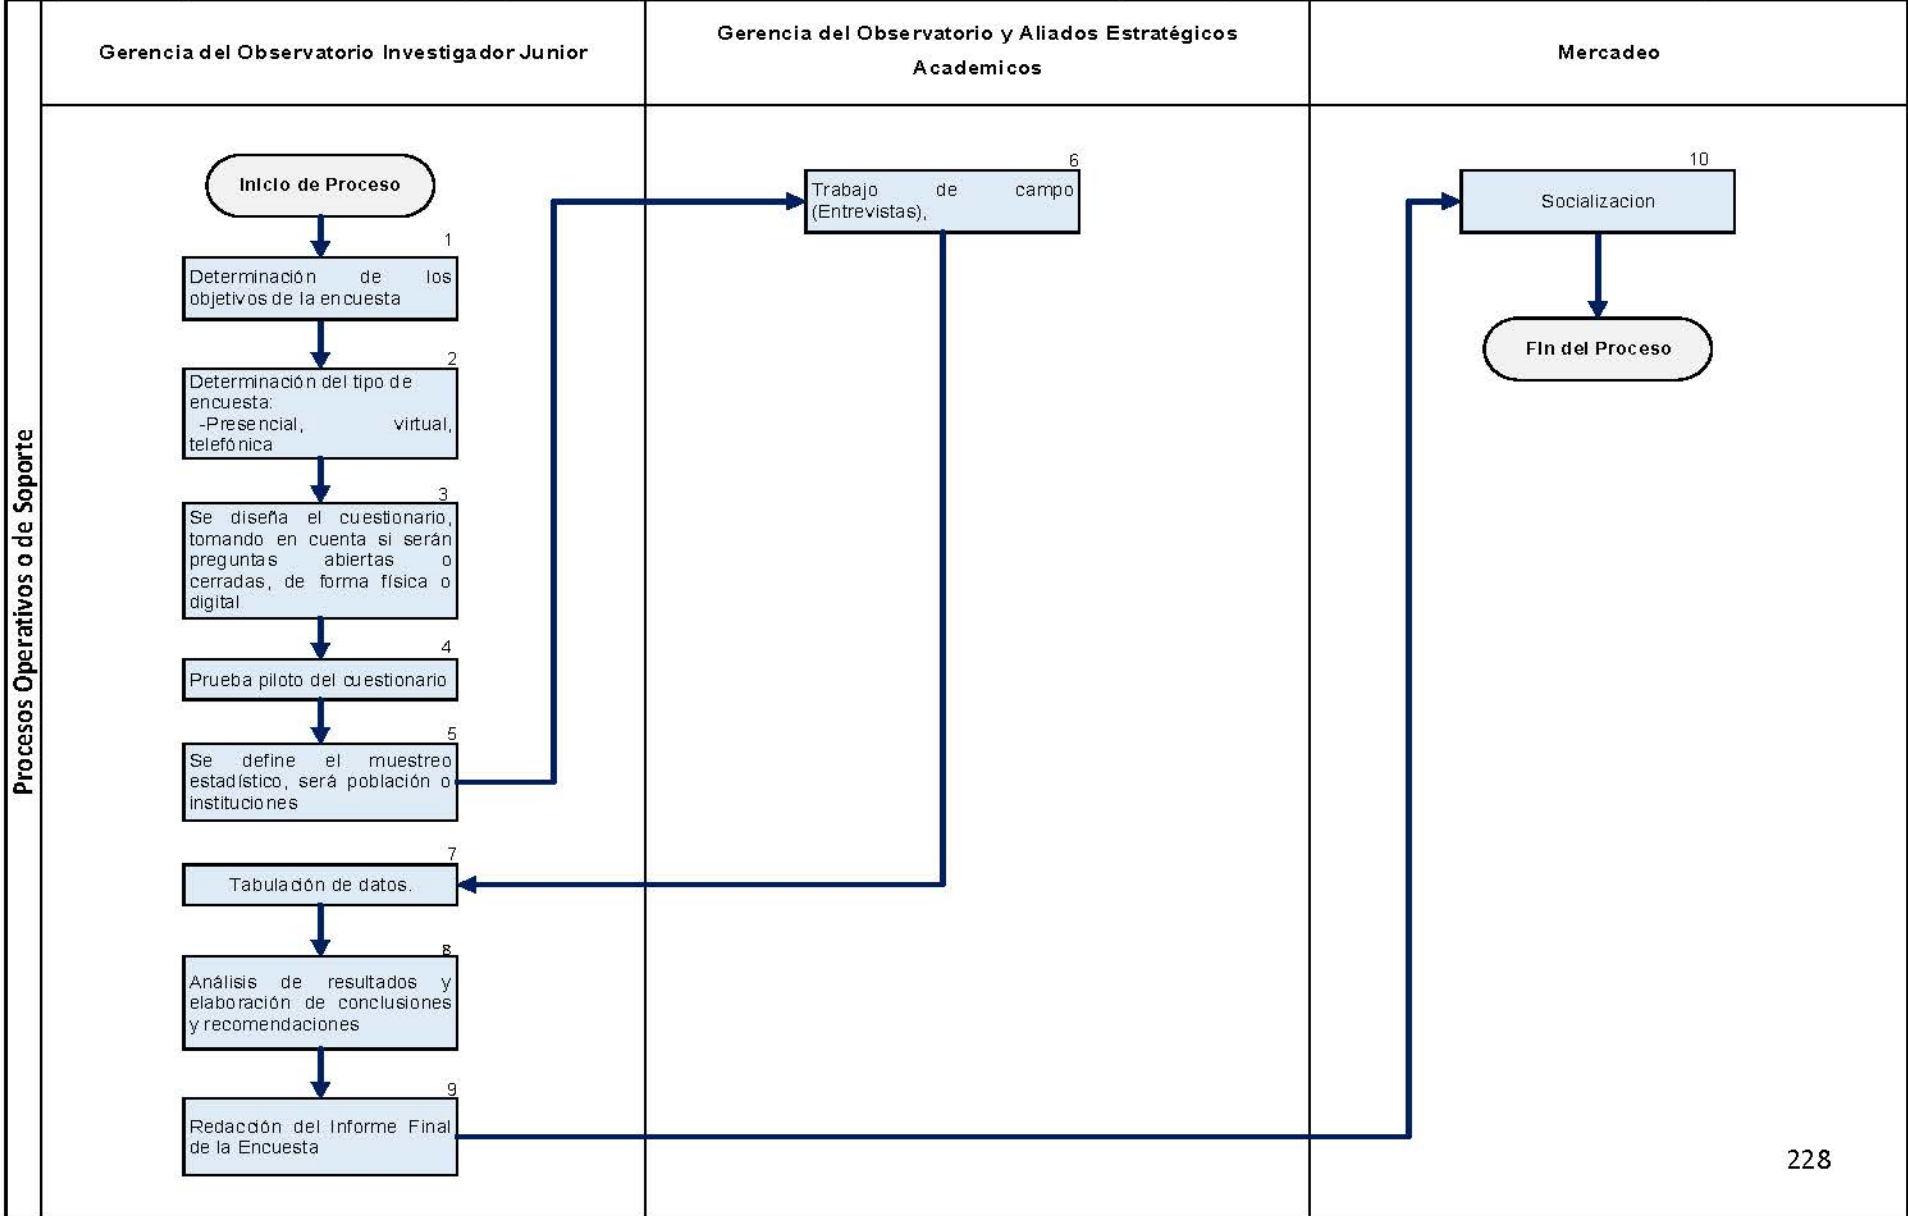 Gerencia del Observatorio Investigador Junior
Gerencia del Observatorio y Aliados Estratégicos
Academicos
Mercadeo
Procesos Operativos o de Soporte
Inicio de Proceso
1
Determinación de los
objetivos de la encuesta
2
Determinación del tipo de
encuesta:
-Presencial, virtual,
telefónica
3
Se diseña el cuestionario,
tomando en cuenta si serán
preguntas abiertas o
cerradas, de forma física o
digital
4
Prueba piloto del cuestionario
5
Se define el muestreo
estadístico, será población o
instituciones
6
Trabajo de campo
(Entrevistas),
7
Tabulación de datos.
8
Análisis de resultados y
elaboración de conclusiones
y recomendaciones
9
Redacción del Informe Final
de la Encuesta
10
Socializacion
Fin del Proceso
228